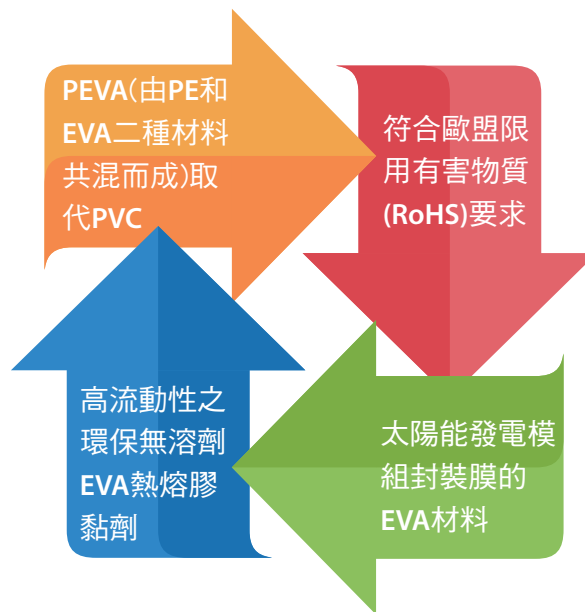 PEVA(由PE和
EVA二種材料
共混而成)取
代PVC
符合歐盟限
用有害物質
(RoHS)要求
太陽能發電模
組封裝膜的
EVA材料
高流動性之
環保無溶劑
EVA熱熔膠
黏劑